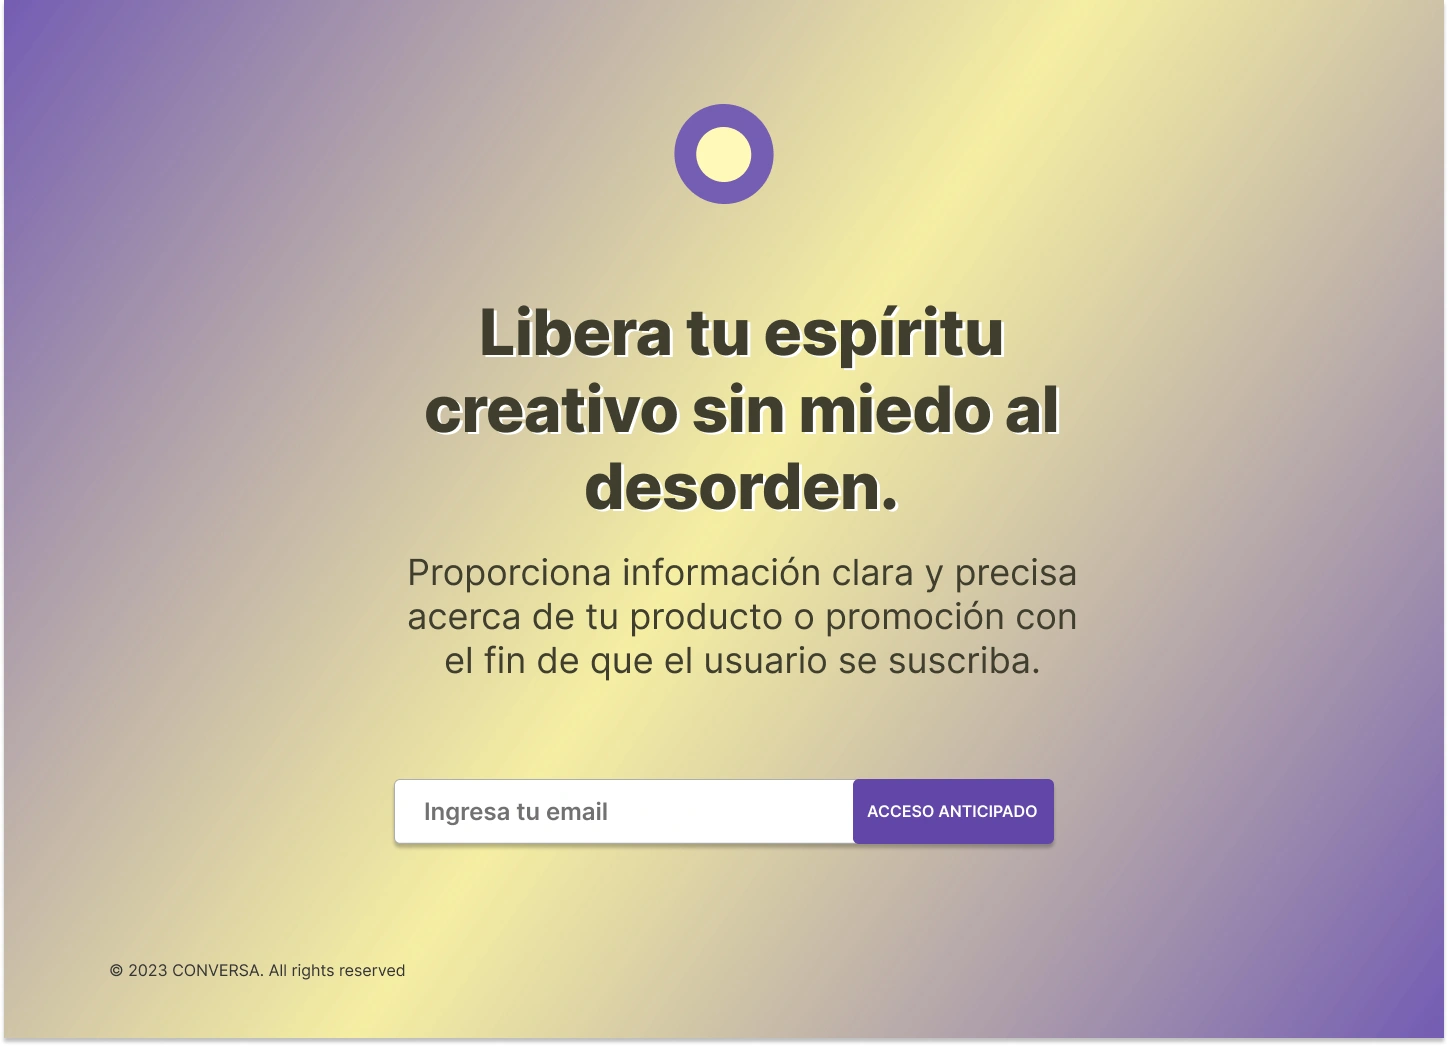 Libera tu espíritu
creativo sin miedo al
desorden.
Proporciona información clara y precisa
acerca de tu producto o promoción con
el fin de que el usuario se suscriba.
Ingresa tu email
ACCESO ANTICIPADO
© 2023 CONVERSA. All rights reserved